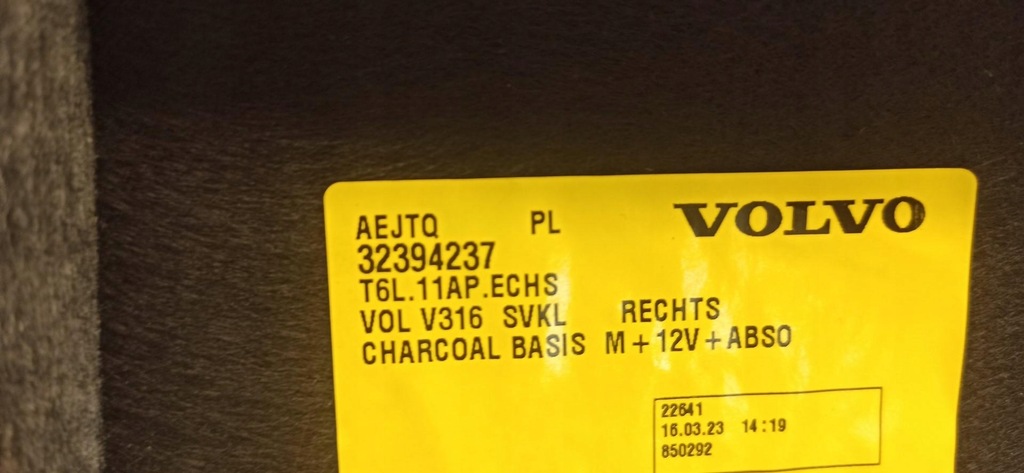 AEJTQ PL VOLVO
32394237
T6L.11AP.ECHS
VOL V316 SVKL RECHTS
CHARCOAL BASIS M+12V+ABSO
22641
16.03.23 14:19
850292